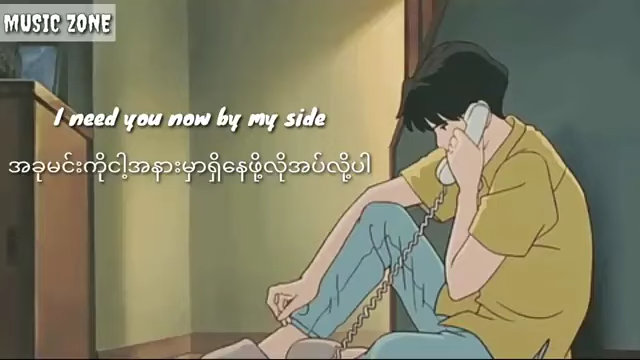 MUSIC ZONE
I need you now by my side
အခုမင်းကိုငါ့အနားမှာရှိနေဖို့လိုအပ်လို့ပါ